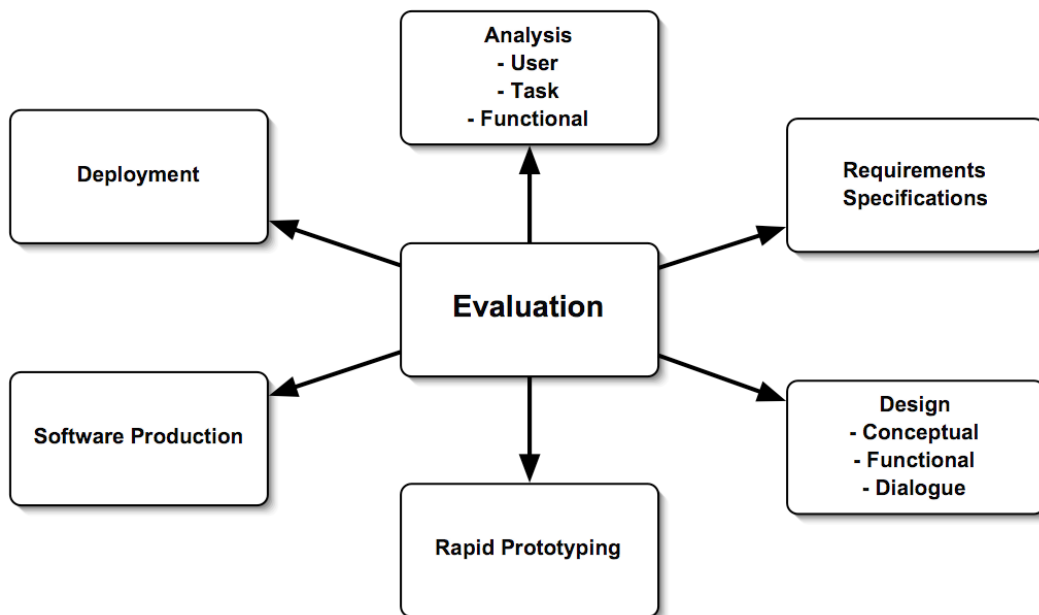 Analysis
- User
- Task
- Functional
Deployment
Requirements
Specifications
Evaluation
Software Production
Design
- Conceptual
- Functional
- Dialogue
Rapid Prototyping